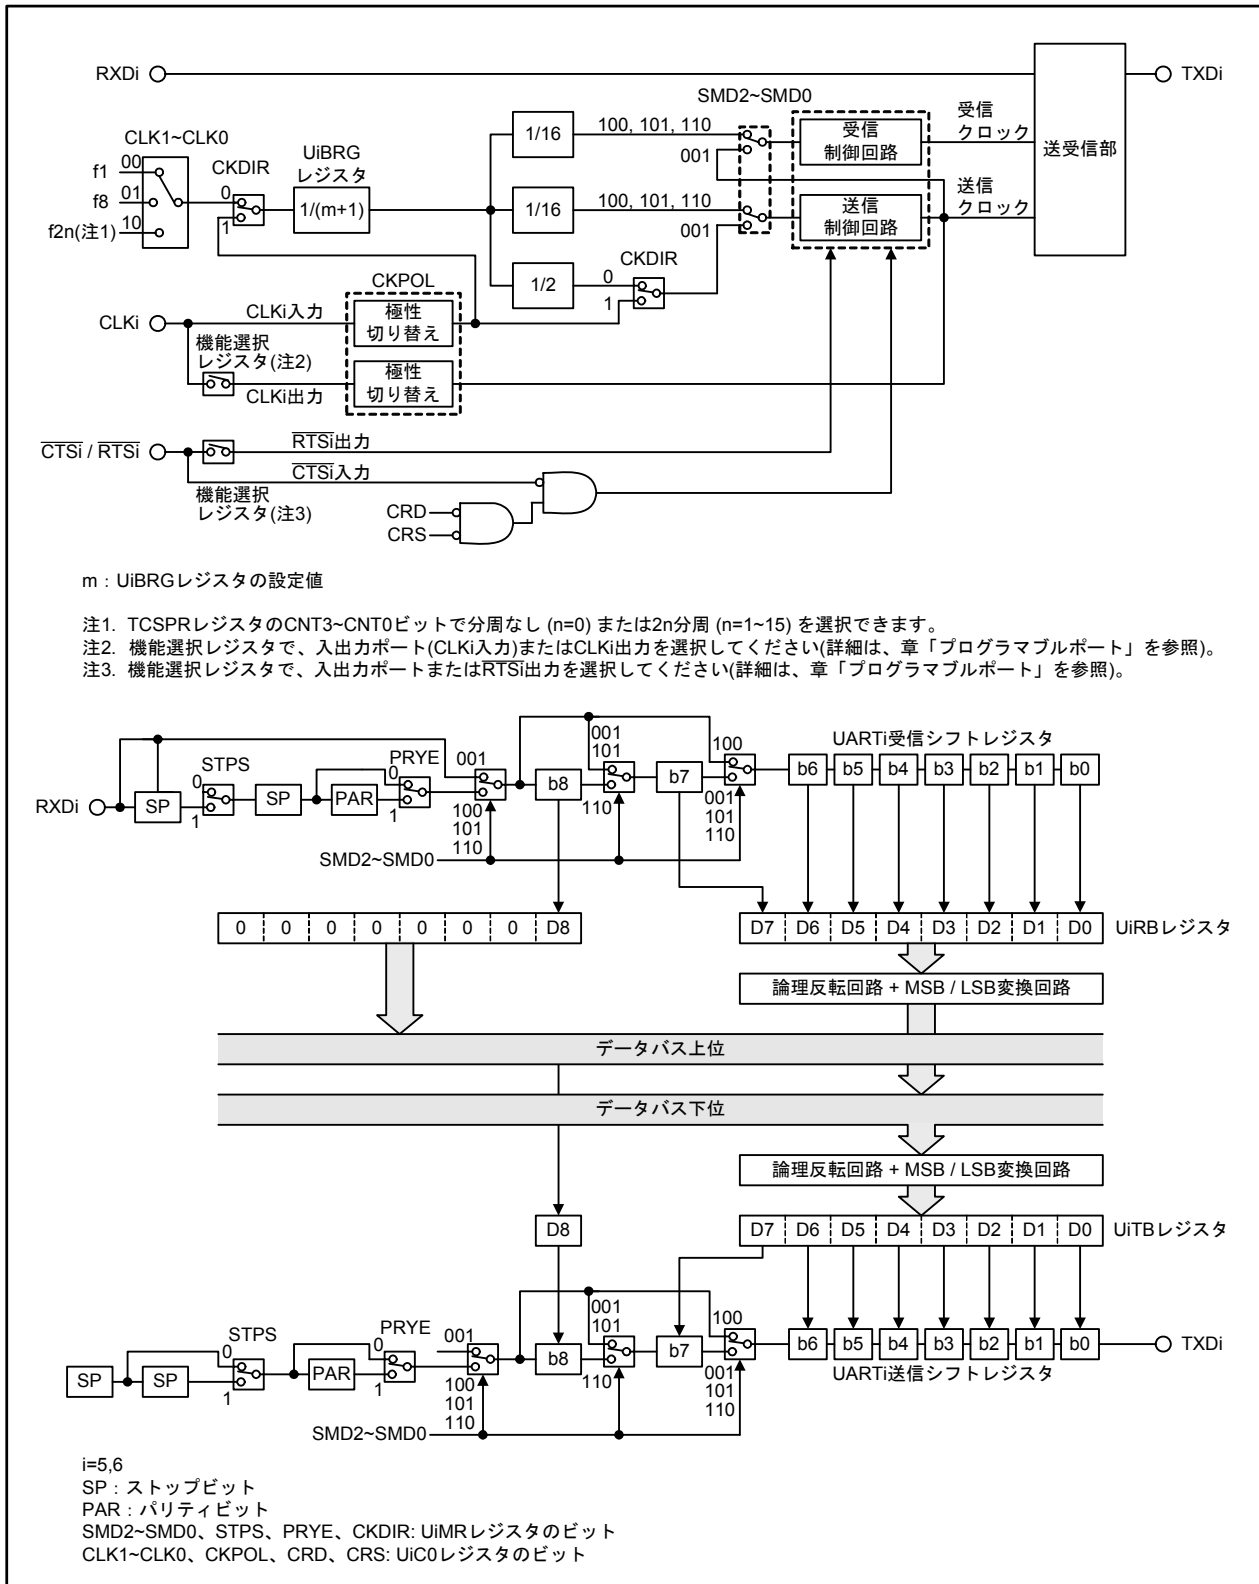 RXDi
TXDi
SMD2~SMD0
CLK1~CLK0
f1 00
f8 01
f2n(注1) 10
CKDIR
0
1
UiBRG
レジスタ
1/(m+1)
1/16
100, 101, 110
001
受信
制御回路
受信
クロック
送受信部
1/16
100, 101, 110
001
送信
制御回路
送信
クロック
1/2
CKDIR
0
1
CKPOL
CLKi
CLKi入力
極性
切り替え
機能選択
レジスタ(注2)
CLKi出力
極性
切り替え
CTSi / RTSi
RTSi出力
CTSi入力
機能選択
レジスタ(注3)
CRD
CRS
m : UiBRGレジスタの設定値
注1. TCSPRレジスタのCNT3~CNT0ビットで分周なし (n=0) または2n分周 (n=1~15) を選択できます。
注2. 機能選択レジスタで、入出力ポート(CLKi入力)またはCLKi出力を選択してください(詳細は、章「プログラマブルポート」を参照)。
注3. 機能選択レジスタで、入出力ポートまたはRTSi出力を選択してください(詳細は、章「プログラマブルポート」を参照)。
RXDi
SP
STPS
0
1
SP
PAR
PRYE
0
1
001
100
101
110
b8
001
101
110
b7
100
001
101
110
UARTi受信シフトレジスタ
b6 b5 b4 b3 b2 b1 b0
SMD2~SMD0
0 0 0 0 0 0 0 D8
D7 D6 D5 D4 D3 D2 D1 D0
UiRBレジスタ
論理反転回路 + MSB / LSB変換回路
データバス上位
データバス下位
論理反転回路 + MSB / LSB変換回路
D8
D7 D6 D5 D4 D3 D2 D1 D0
UiTBレジスタ
SP
SP
STPS
0
1
PAR
PRYE
0
1
001
100
101
110
b8
001
101
110
b7
100
001
101
110
b6 b5 b4 b3 b2 b1 b0
TXDi
UARTi送信シフトレジスタ
SMD2~SMD0
i=5,6
SP : ストップビット
PAR : パリティビット
SMD2~SMD0、STPS、PRYE、CKDIR: UiMRレジスタのビット
CLK1~CLK0、CKPOL、CRD、CRS: UiC0レジスタのビット